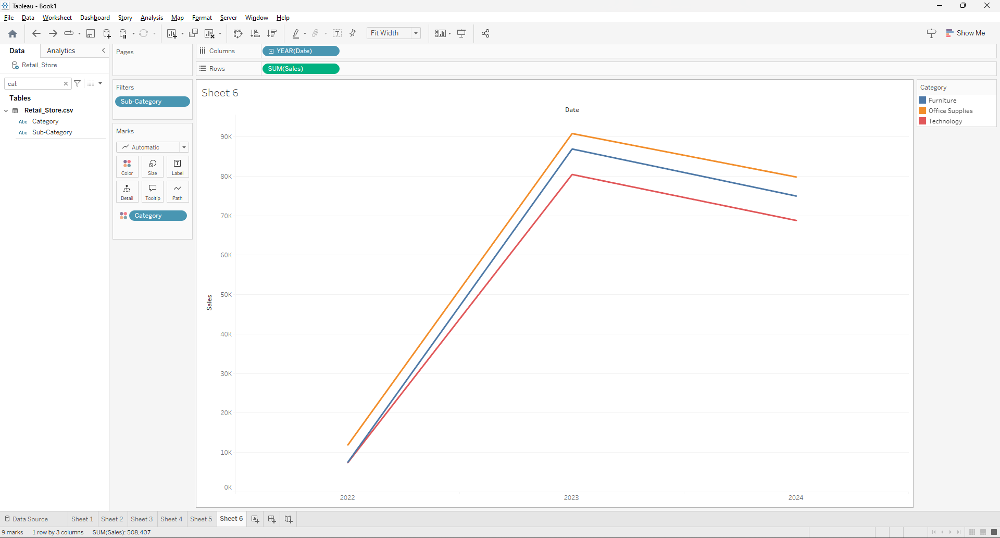 Tableau - Book1
File Data Worksheet Dashboard Story Analysis Map Format Server Window Help
Fit Width
Show Me
Data Analytics
Retail_Store
cat
Tables
Retail_Store.csv
Abc Category
Abc Sub-Category
Pages
Filters
Sub-Category
Marks
Automatic
Color Size Label
Detail Tooltip Path
Category
Columns YEAR(Date)
Rows SUM(Sales)
Sheet 6
Date
90K
80K
70K
60K
50K
40K
30K
20K
10K
0K
Sales
2022 2023 2024
Category
Furniture
Office Supplies
Technology
Data Source Sheet 1 Sheet 2 Sheet 3 Sheet 4 Sheet 5 Sheet 6
9 marks 1 row by 3 columns SUM(Sales): 508,407